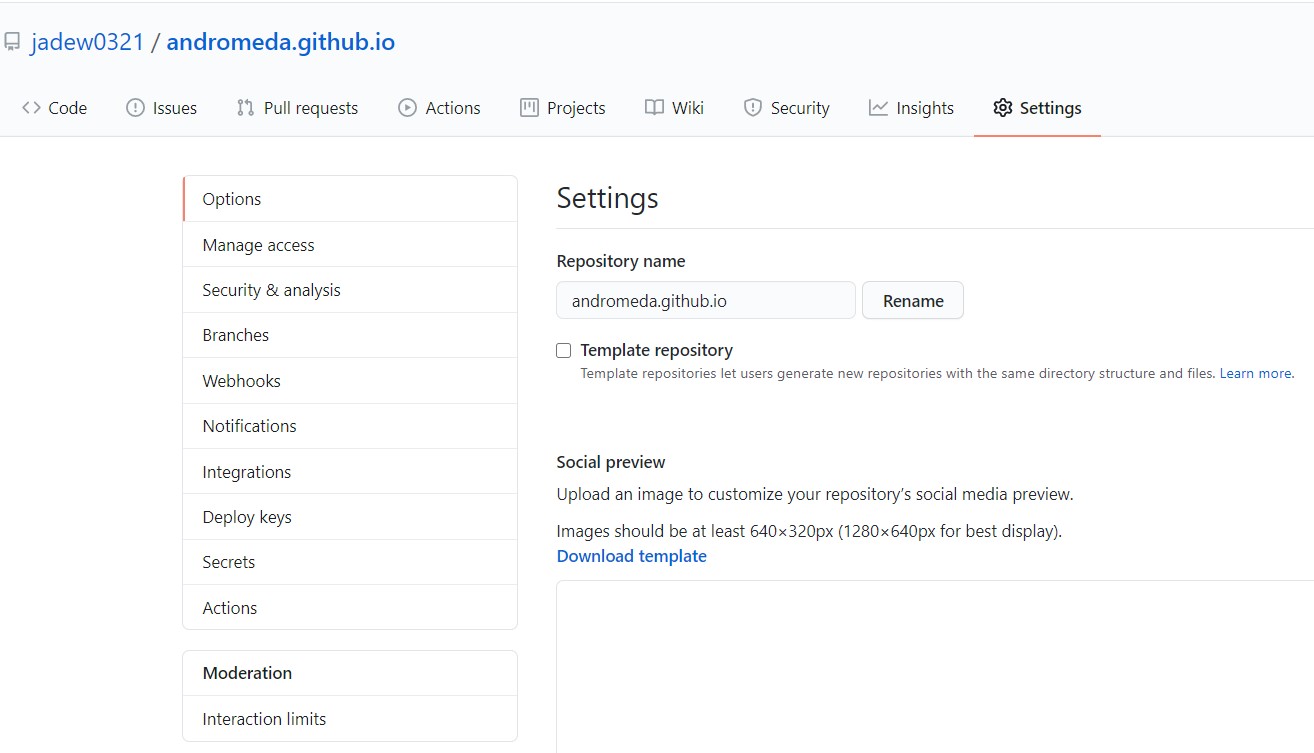 jadew0321 / andromeda.github.io
Code Issues Pull requests Actions Projects Wiki Security Insights Settings
Options
Manage access
Security & analysis
Branches
Webhooks
Notifications
Integrations
Deploy keys
Secrets
Actions
Moderation
Interaction limits
Settings
Repository name
andromeda.github.io Rename
Template repository
Template repositories let users generate new repositories with the same directory structure and files. Learn more.
Social preview
Upload an image to customize your repository’s social media preview.
Images should be at least 640×320px (1280×640px for best display).
Download template